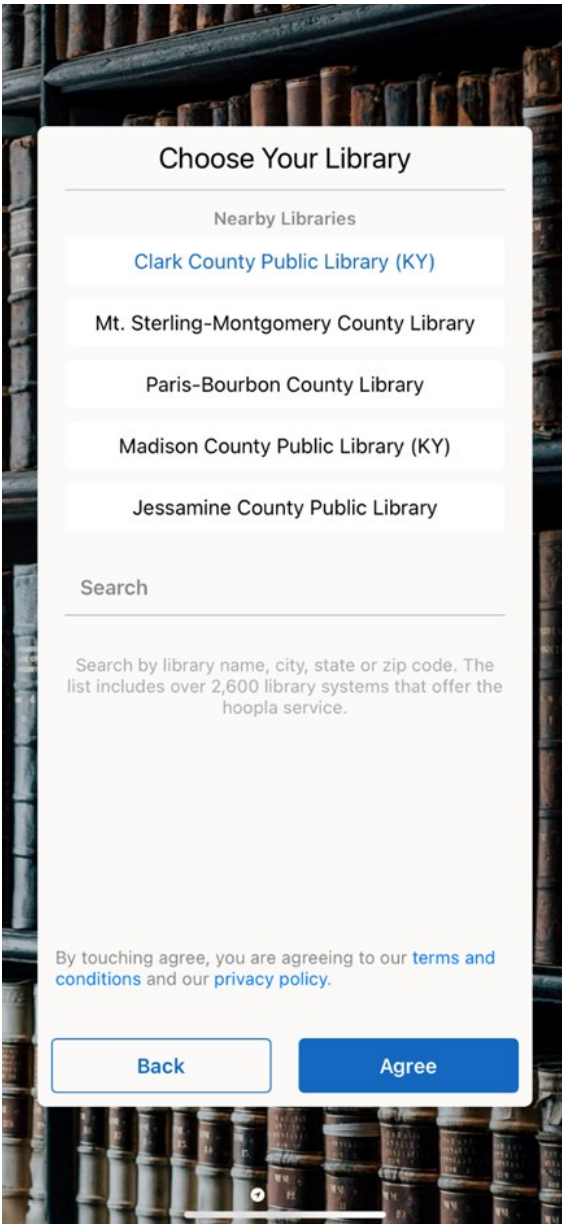 Choose Your Library
Nearby Libraries
Clark County Public Library (KY)
Mt. Sterling-Montgomery County Library
Paris-Bourbon County Library
Madison County Public Library (KY)
Jessamine County Public Library
Search
Search by library name, city, state or zip code. The
list includes over 2,600 library systems that offer the
hoopla service.
By touching agree, you are agreeing to our terms and
conditions and our privacy policy.
Back
Agree